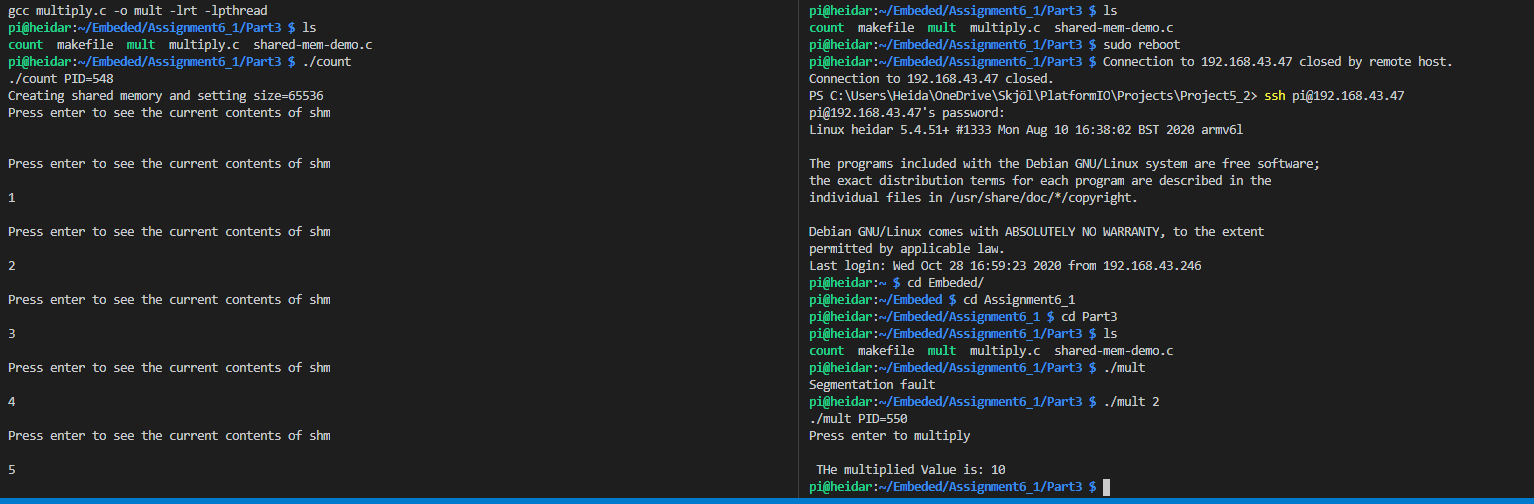 gcc multiply.c -o mult -lrt -lpthread
pi@heidar:~/Embeded/Assignment6_1/Part3 $ ls
count  makefile  mult  multiply.c  shared-mem-demo.c
pi@heidar:~/Embeded/Assignment6_1/Part3 $ ./count
./count PID=548
Creating shared memory and setting size=65536
Press enter to see the current contents of shm
Press enter to see the current contents of shm
1
Press enter to see the current contents of shm
2
Press enter to see the current contents of shm
3
Press enter to see the current contents of shm
4
Press enter to see the current contents of shm
5
pi@heidar:~/Embeded/Assignment6_1/Part3 $ ls
count  makefile  mult  multiply.c  shared-mem-demo.c
pi@heidar:~/Embeded/Assignment6_1/Part3 $ sudo reboot
pi@heidar:~/Embeded/Assignment6_1/Part3 $ Connection to 192.168.43.47 closed by remote host.
Connection to 192.168.43.47 closed.
PS C:\Users\Heida\OneDrive\Skjöl\PlatformIO\Projects\Project5_2> ssh pi@192.168.43.47
pi@192.168.43.47's password:
Linux heidar 5.4.51+ #1333 Mon Aug 10 16:38:02 BST 2020 armv6l
The programs included with the Debian GNU/Linux system are free software;
the exact distribution terms for each program are described in the
individual files in /usr/share/doc/*/copyright.
Debian GNU/Linux comes with ABSOLUTELY NO WARRANTY, to the extent
permitted by applicable law.
Last login: Wed Oct 28 16:59:23 2020 from 192.168.43.246
pi@heidar:~ $ cd Embeded/
pi@heidar:~/Embeded $ cd Assignment6_1
pi@heidar:~/Embeded/Assignment6_1 $ cd Part3
pi@heidar:~/Embeded/Assignment6_1/Part3 $ ls
count  makefile  mult  multiply.c  shared-mem-demo.c
pi@heidar:~/Embeded/Assignment6_1/Part3 $ ./mult
Segmentation fault
pi@heidar:~/Embeded/Assignment6_1/Part3 $ ./mult 2
./mult PID=550
Press enter to multiply
THe multiplied Value is: 10
pi@heidar:~/Embeded/Assignment6_1/Part3 $